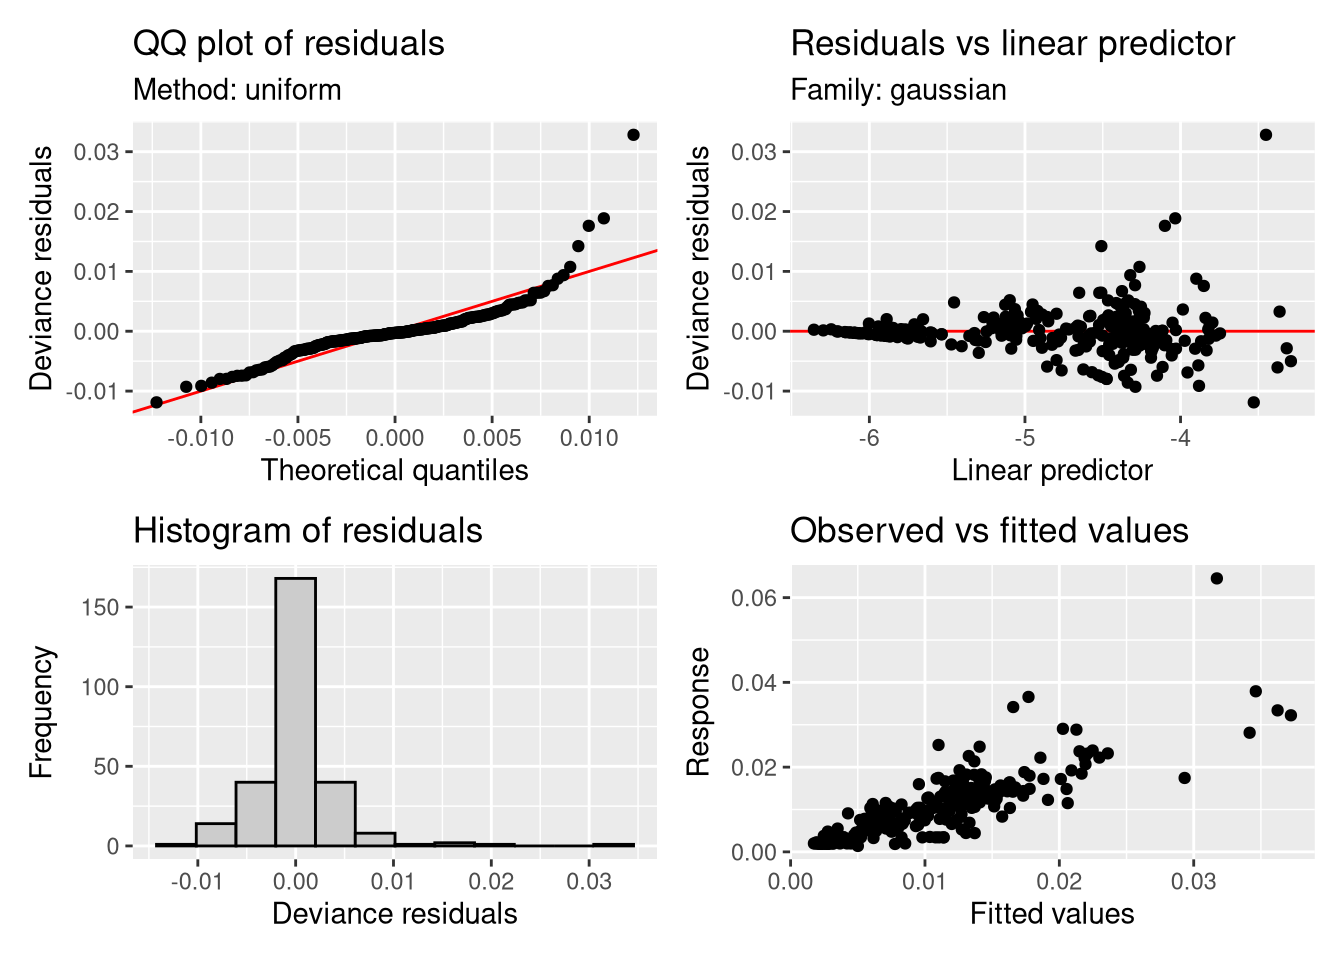 QQ plot of residuals
Method: uniform
Deviance residuals
0.03
0.02
0.01
0.00
-0.01
-0.010 -0.005 0.000 0.005 0.010
Theoretical quantiles
Residuals vs linear predictor
Family: gaussian
Deviance residuals
0.03
0.02
0.01
0.00
-0.01
-6 -5 -4
Linear predictor
Histogram of residuals
Frequency
150
100
50
0
-0.01 0.00 0.01 0.02 0.03
Deviance residuals
Observed vs fitted values
Response
0.06
0.04
0.02
0.00
0.00 0.01 0.02 0.03
Fitted values